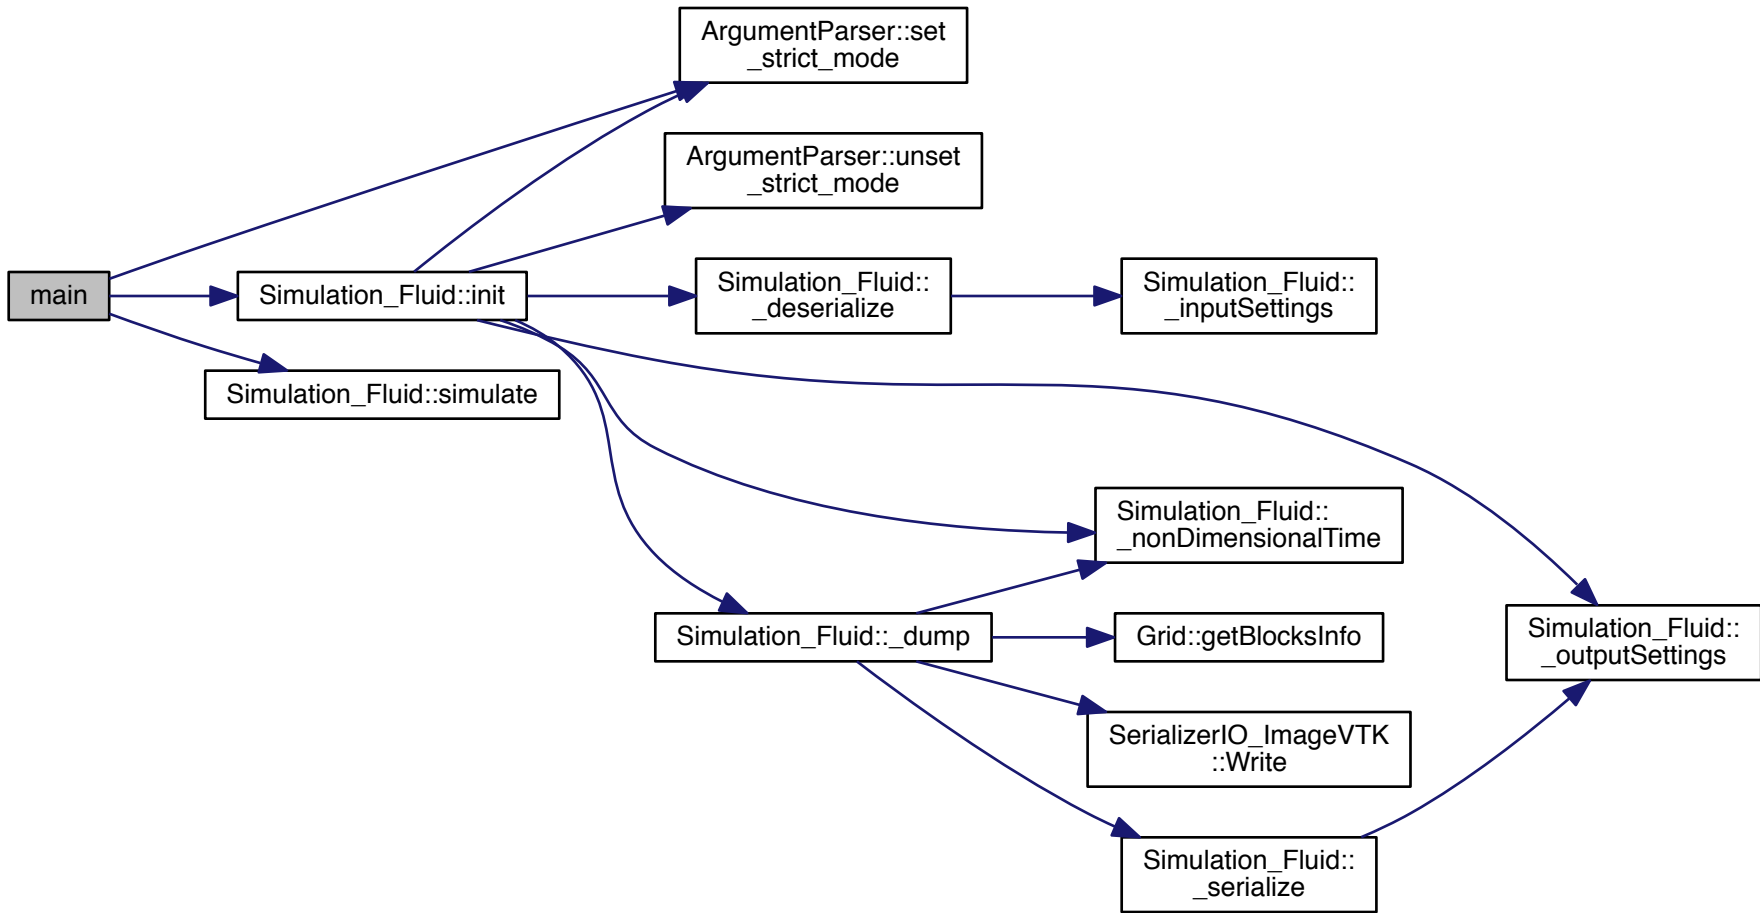 ArgumentParser::set
_strict_mode
ArgumentParser::unset
_strict_mode
main
Simulation_Fluid::init
Simulation_Fluid::
_deserialize
Simulation_Fluid::
_inputSettings
Simulation_Fluid::simulate
Simulation_Fluid::
_nonDimensionalTime
Simulation_Fluid::_dump
Grid::getBlocksInfo
Simulation_Fluid::
_outputSettings
SerializerIO_ImageVTK
::Write
Simulation_Fluid::
_serialize